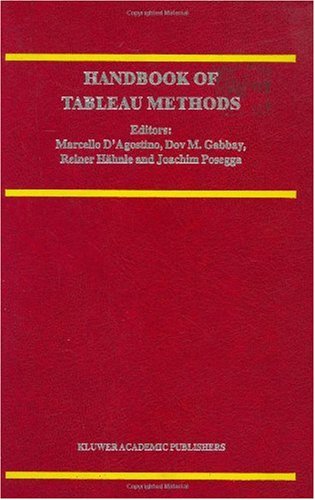 HANDBOOK OF
TABLEAU METHODS
Editors:
Marcello D'Agostino, Dov M. Gabbay,
Reiner Hähnle and Joachim Posegga
KLUWER ACADEMIC PUBLISHERS